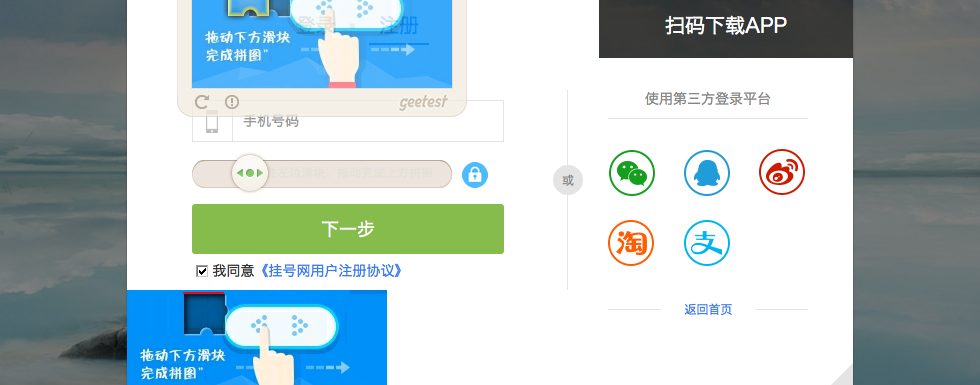 登录 注册
扫码下载APP
拖动下方滑块
完成拼图”
geetest
手机号码
使用第三方登录平台
或
下一步
我同意《挂号网用户注册协议》
淘
支
返回首页
拖动下方滑块
完成拼图”